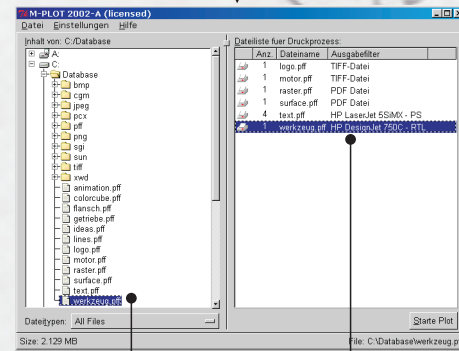 M-PLOT 2002-A (licensed)
Datei Einstellungen Hilfe
Inhalt von: C:/Database
A:
C:
Database
bmp
cgm
jpeg
pcx
pff
png
sgi
sun
tiff
xwd
animation.pff
colorcube.pff
flansch.pff
getriebe.pff
ideas.pff
lines.pff
logo.pff
motor.pff
raster.pff
surface.pff
text.pff
werkzeug.pff
Dateitypen: All Files
Dateiliste fuer Druckprozess:
Anz. Dateiname Ausgabefilter
1 logo.pff TIFF-Datei
1 motor.pff TIFF-Datei
1 raster.pff PDF Datei
1 surface.pff PDF Datei
4 text.pff HP LaserJet 5SiMX - PS
1 werkzeug.pff HP DesignJet 750C - RTL
Starte Plot
Size: 2.129 MB
File: C:\Database\werkzeug.p